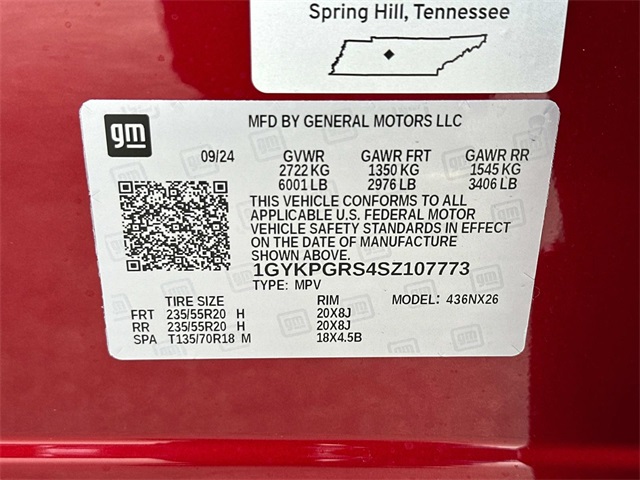 Spring Hill, Tennessee
gm
MFD BY GENERAL MOTORS LLC
09/24 GVWR GAWR FRT GAWR RR
2722 KG 1350 KG 1545 KG
6001 LB 2976 LB 3406 LB
THIS VEHICLE CONFORMS TO ALL
APPLICABLE U.S. FEDERAL MOTOR
VEHICLE SAFETY STANDARDS IN EFFECT
ON THE DATE OF MANUFACTURE
SHOWN ABOVE.
1GYKPGRS4SZ107773
TYPE: MPV
TIRE SIZE RIM MODEL: 436NX26
FRT 235/55R20 H 20X8J
RR 235/55R20 H 20X8J
SPA T135/70R18 M 18X4.5B